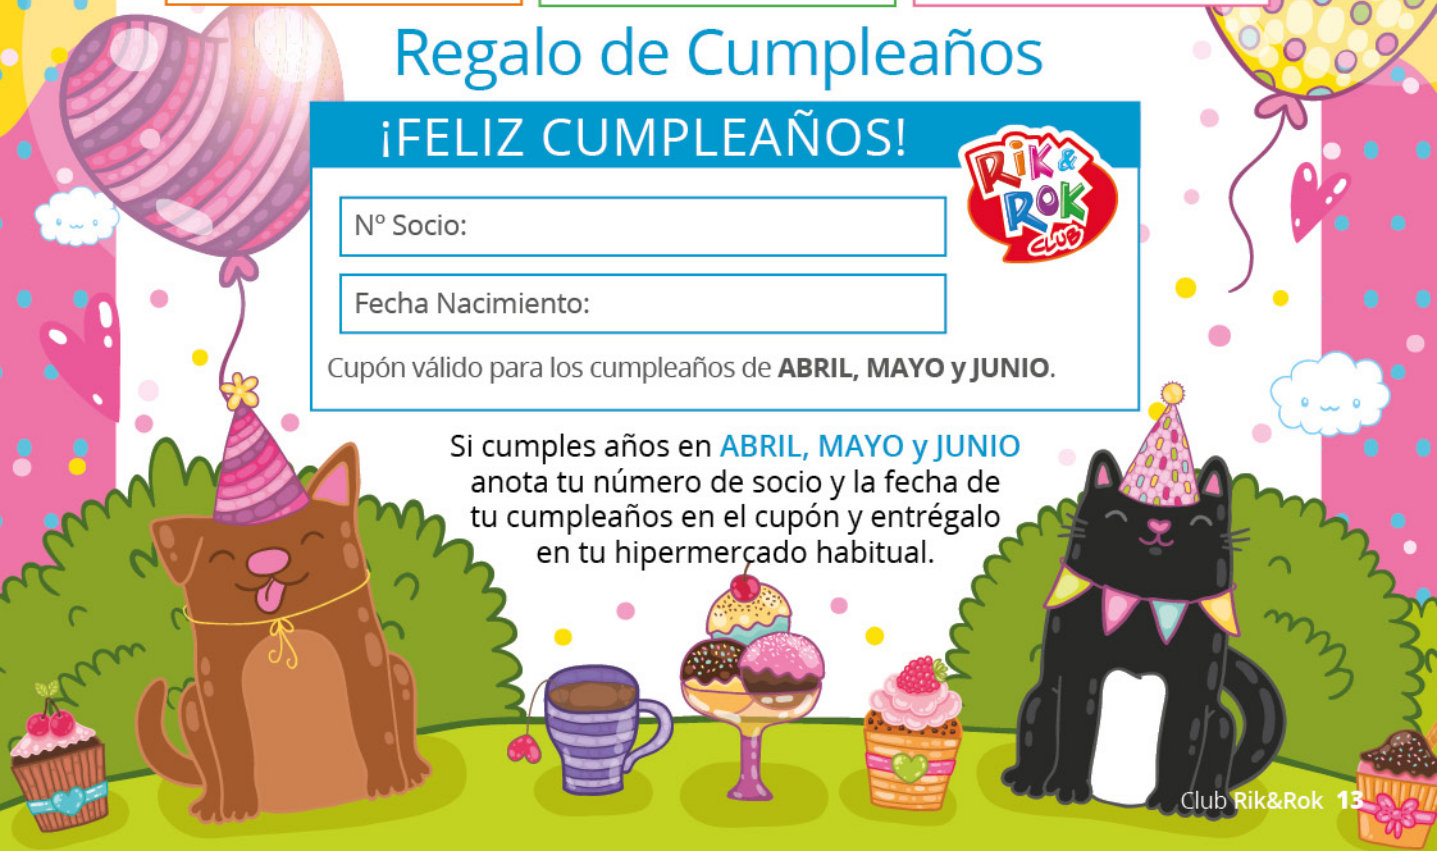 Regalo de Cumpleaños
¡FELIZ CUMPLEAÑOS!
RiK &
ROK
CLUB
Nº Socio:
Fecha Nacimiento:
Cupón válido para los cumpleaños de ABRIL, MAYO y JUNIO.
Si cumples años en ABRIL, MAYO y JUNIO
anota tu número de socio y la fecha de
tu cumpleaños en el cupón y entrégalo
en tu hipermercado habitual.
Club Rik&Rok 13